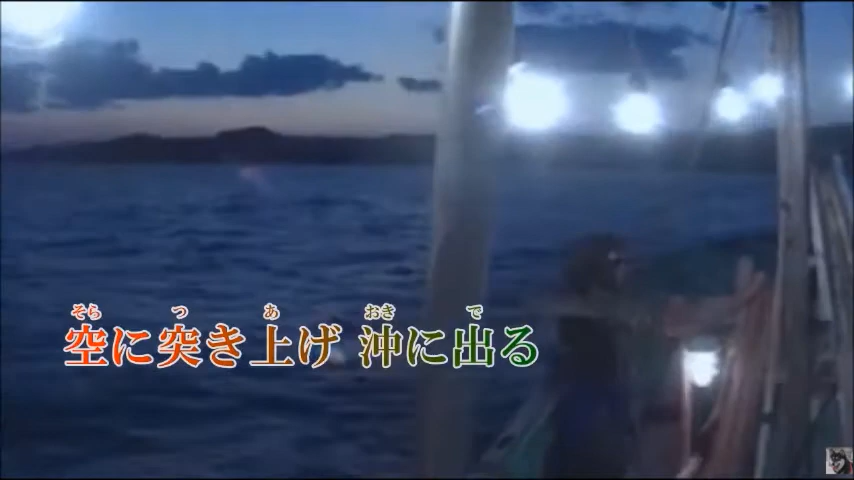 そら つ あ おき で
空に突き上げ 沖に出る